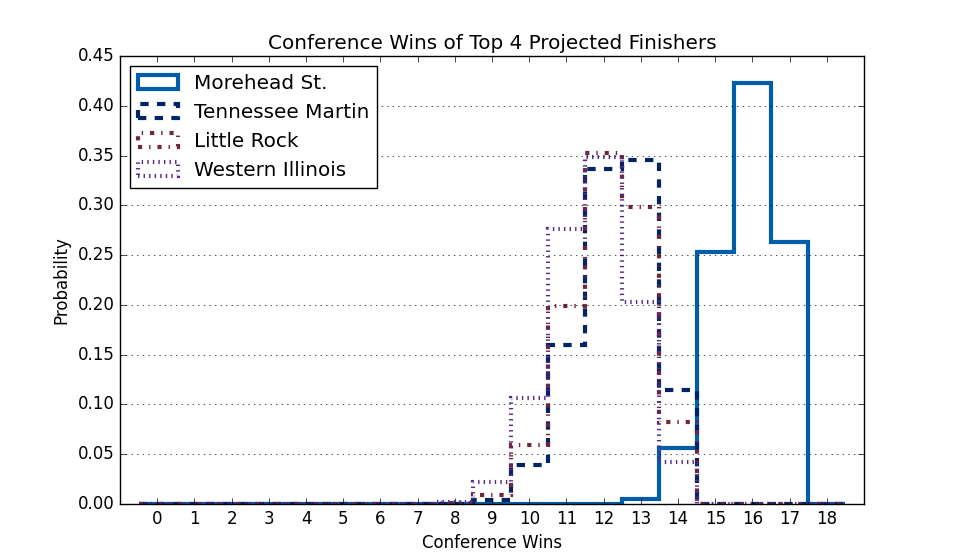 Conference Wins of Top 4 Projected Finishers
0.45
0.40
0.35
0.30
0.25
0.20
0.15
0.10
0.05
0.00
Probability
Morehead St.
Tennessee Martin
Little Rock
Western Illinois
0 1 2 3 4 5 6 7 8 9 10 11 12 13 14 15 16 17 18
Conference Wins